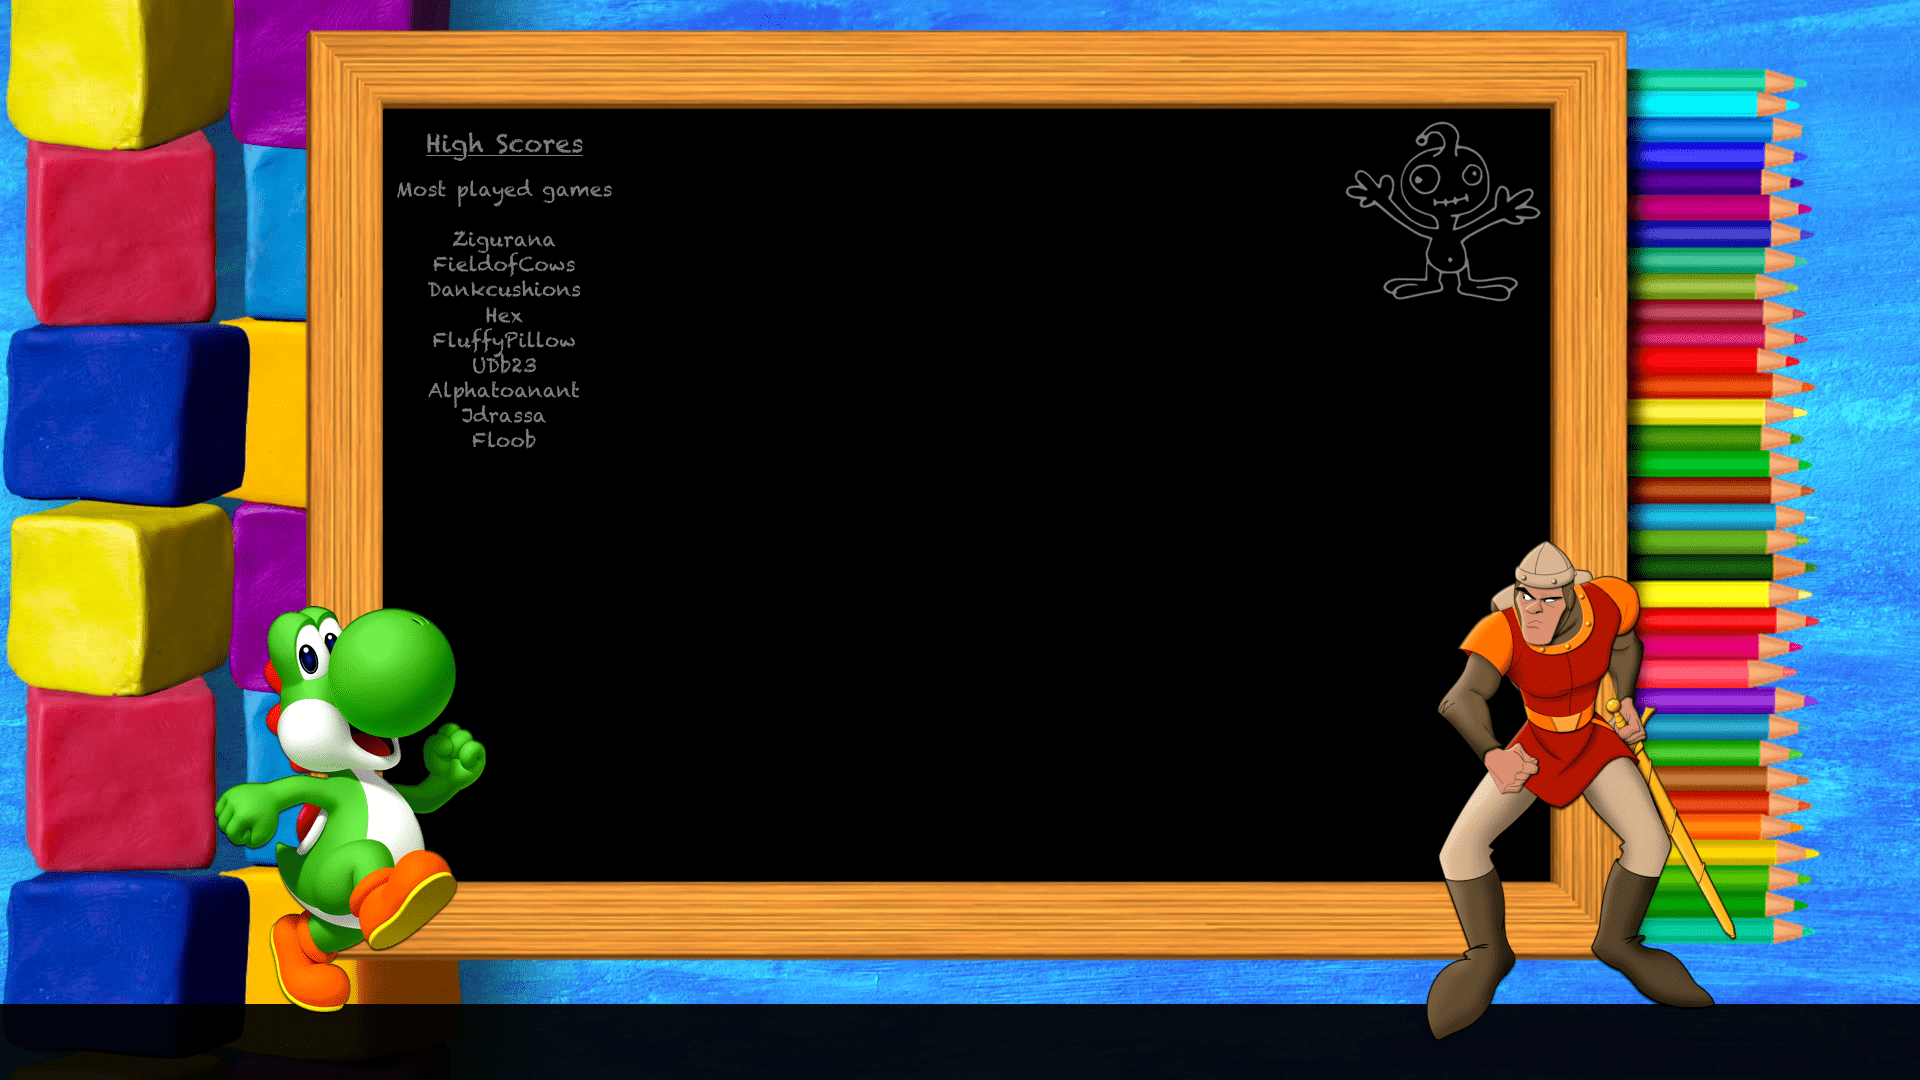 High Scores
Most played games
Zigurana
FieldofCows
Dankcushions
Hex
FluffyPillow
UDb23
Alphatoanant
Jdrassa
Floob